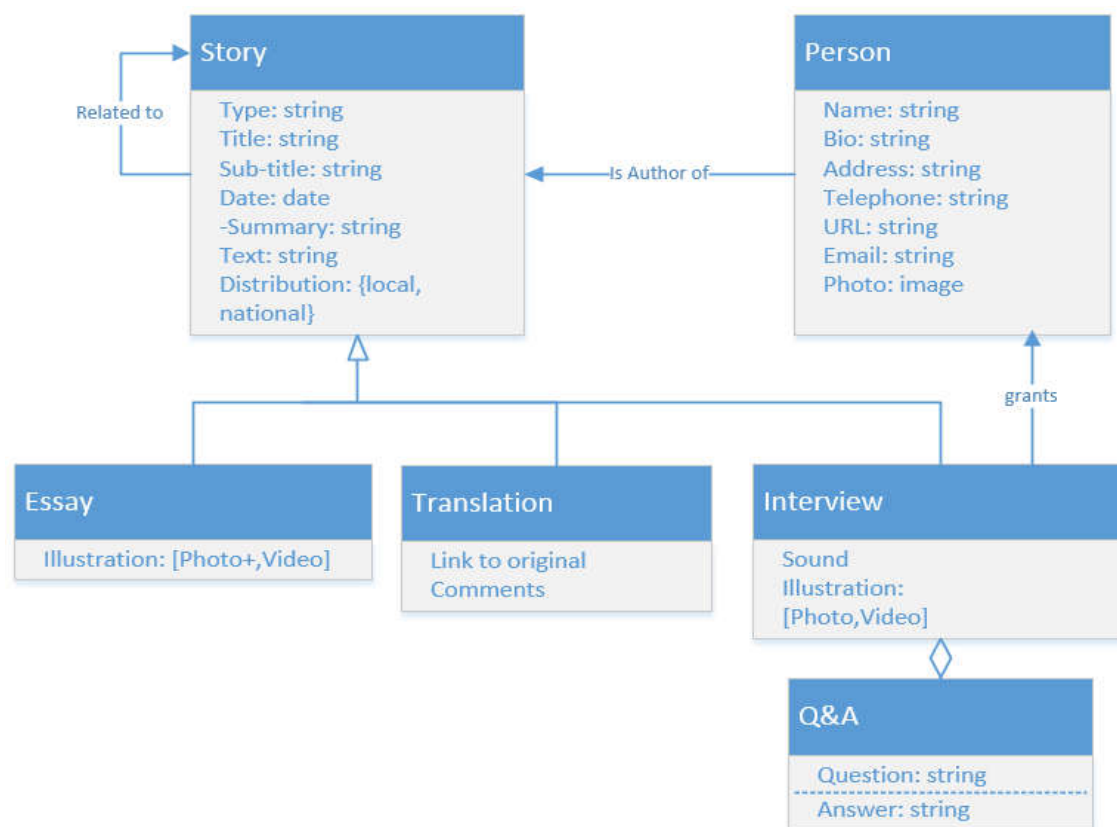 Story
Type: string
Title: string
Sub-title: string
Date: date
-Summary: string
Text: string
Distribution: {local,
national}
Related to
Is Author of
Person
Name: string
Bio: string
Address: string
Telephone: string
URL: string
Email: string
Photo: image
grants
Essay
Illustration: [Photo+,Video]
Translation
Link to original
Comments
Interview
Sound
Illustration:
[Photo,Video]
Q&A
Question: string
Answer: string